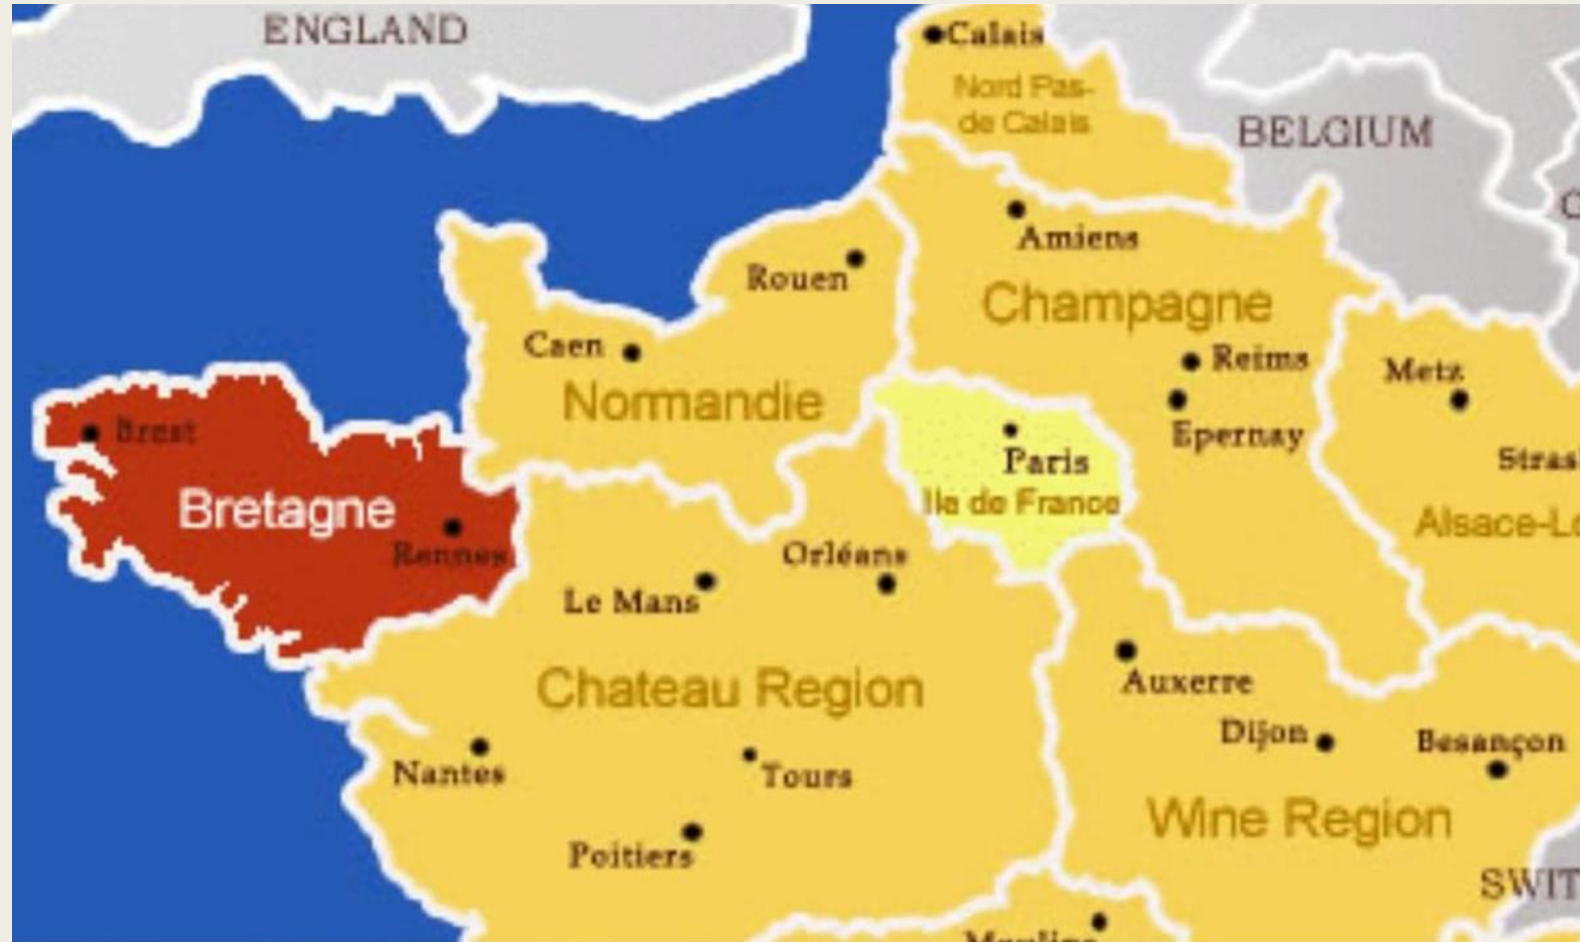 ENGLAND
Calais
Nord Pas-
de Calais
BELGIUM
Amiens
Rouen
Champagne
Caen
Reims
Metz
Normandie
Epernay
Brest
Paris
Ile de France
Bretagne
Rennes
Orléans
Le Mans
Chateau Region
Auxerre
Dijon
Besançon
Nantes
Tours
Wine Region
Poitiers